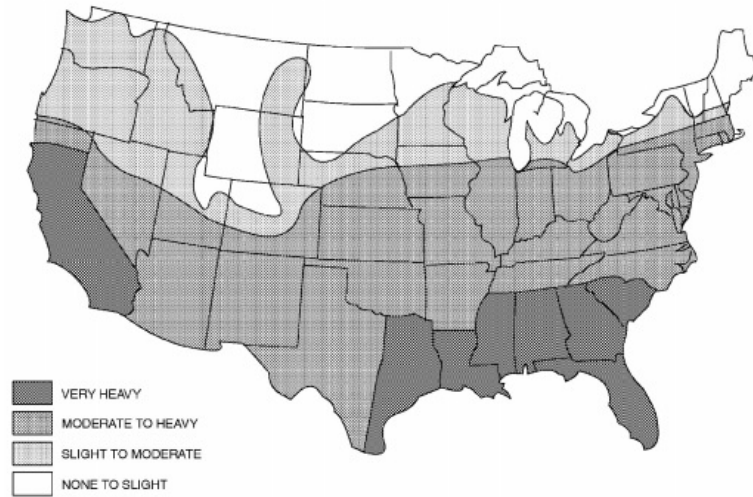 VERY HEAVY
MODERATE TO HEAVY
SLIGHT TO MODERATE
NONE TO SLIGHT